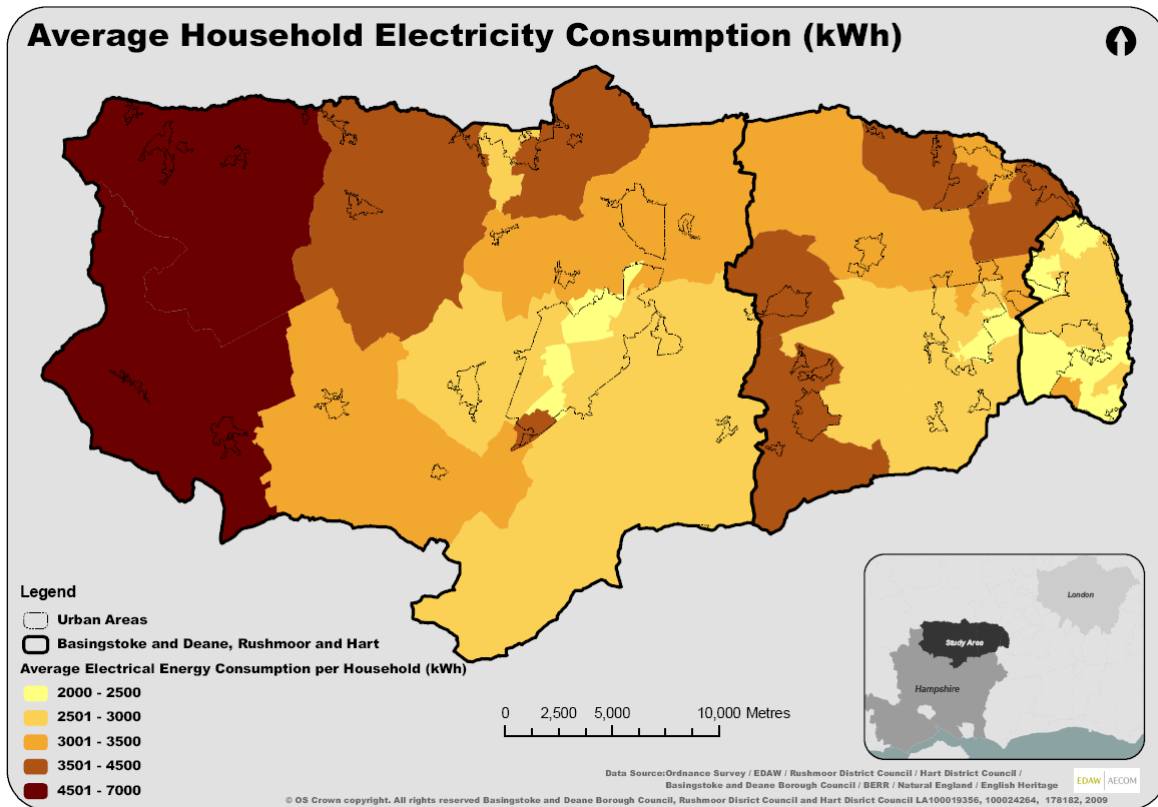 Average Household Electricity Consumption (kWh)
Legend
Urban Areas
Basingstoke and Deane, Rushmoor and Hart
Average Electrical Energy Consumption per Household (kWh)
2000 - 2500
2501 - 3000
3001 - 3500
3501 - 4500
4501 - 7000
0 2,500 5,000 10,000 Metres
London
Study Area
Hampshire
Data Source:Ordnance Survey / EDAW / Rushmoor District Council / Hart District Council /
Basingstoke and Deane Borough Council / BERR / Natural England / English Heritage
EDAW AECOM
© OS Crown copyright. All rights reserved Basingstoke and Deane Borough Council, Rushmoor Disrict Council and Hart Disrict Council LA100019356, 100024264, 178182, 2009